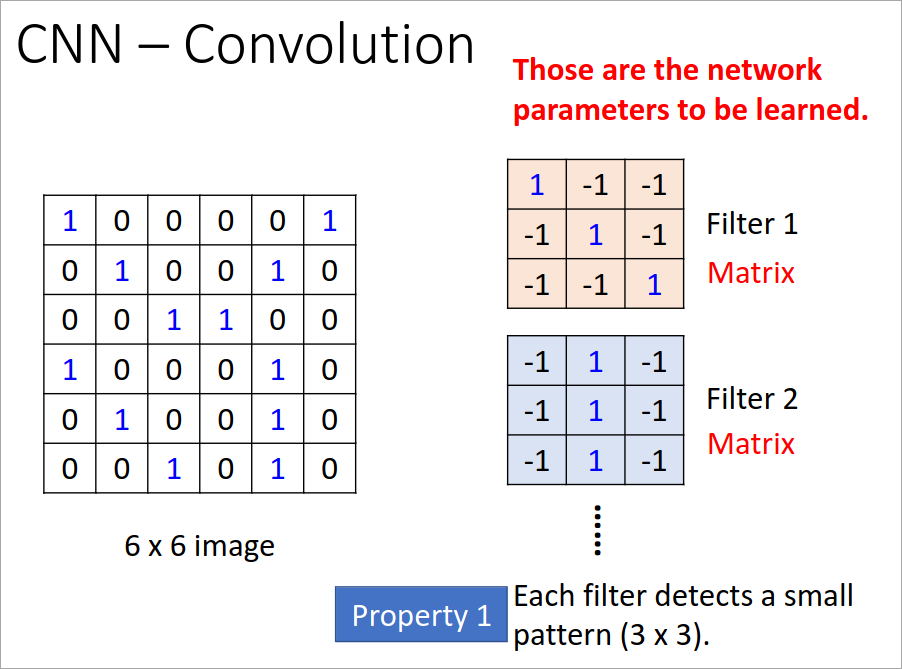 CNN – Convolution
Those are the network
parameters to be learned.
1 0 0 0 0 1
0 1 0 0 1 0
0 0 1 1 0 0
1 0 0 0 1 0
0 1 0 0 1 0
0 0 1 0 1 0
6 x 6 image
1 -1 -1
-1 1 -1
-1 -1 1
Filter 1
Matrix
-1 1 -1
-1 1 -1
-1 1 -1
Filter 2
Matrix
Property 1
Each filter detects a small
pattern (3 x 3).